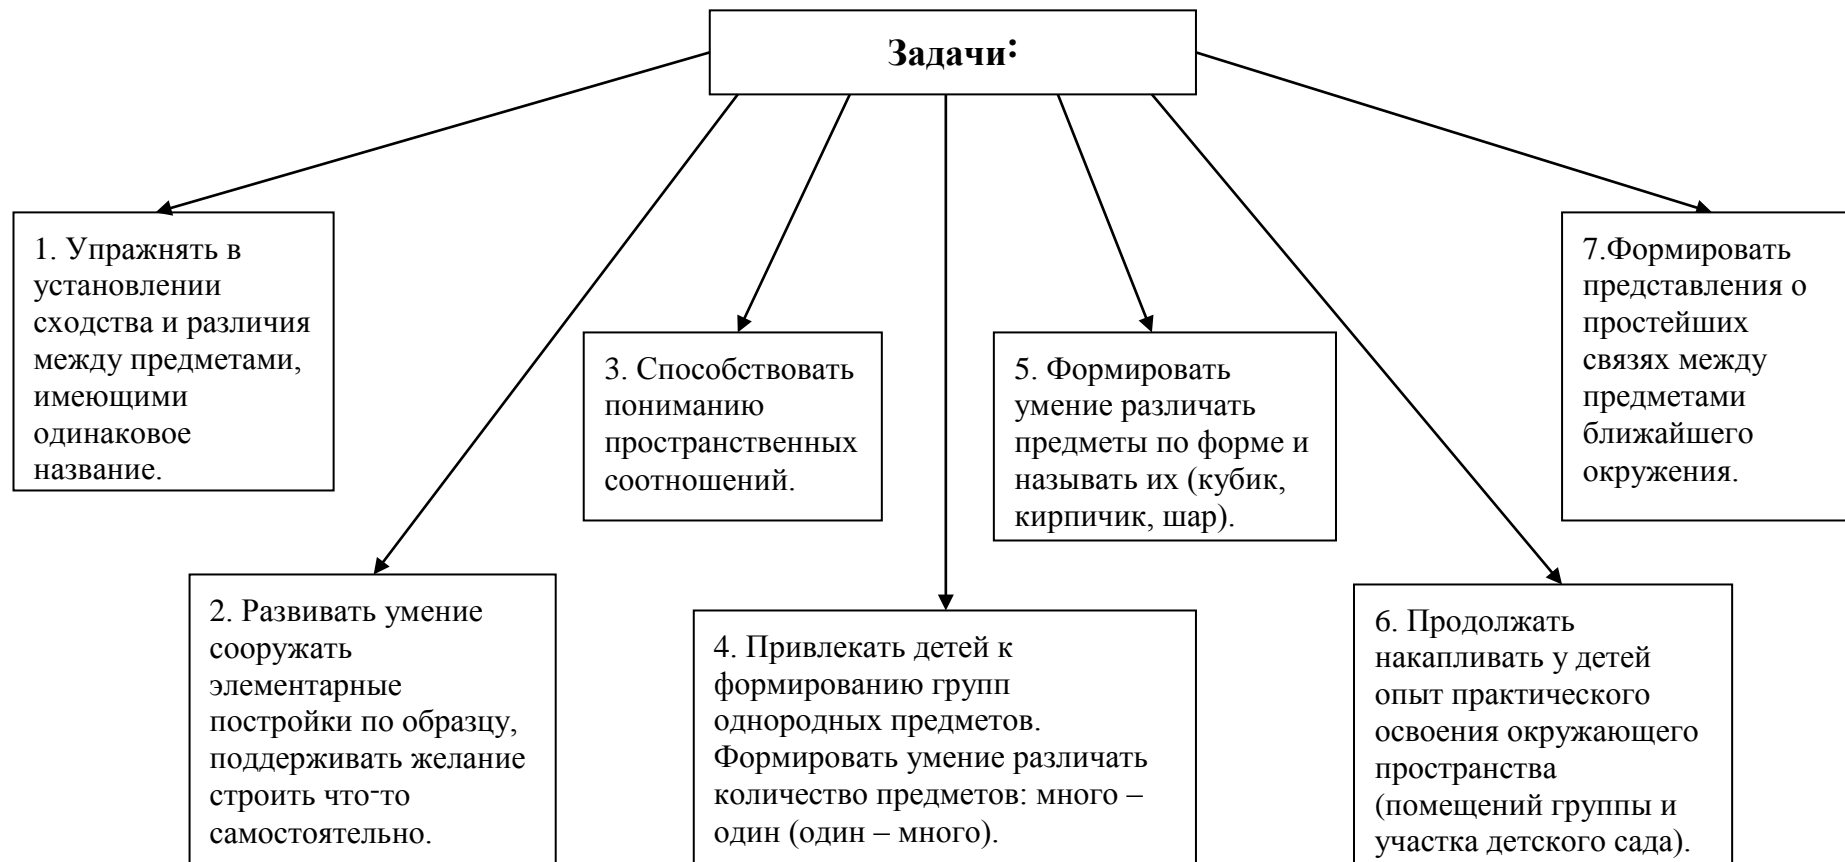 Задачи:
1. Упражнять в
установлении
сходства и различия
между предметами,
имеющими
одинаковое
название.
2. Развивать умение
сооружать
элементарные
постройки по образцу,
поддерживать желание
строить что-то
самостоятельно.
3. Способствовать
пониманию
пространственных
соотношений.
4. Привлекать детей к
формированию групп
однородных предметов.
Формировать умение различать
количество предметов: много –
один (один – много).
5. Формировать
умение различать
предметы по форме и
называть их (кубик,
кирпичик, шар).
6. Продолжать
накапливать у детей
опыт практического
освоения окружающего
пространства
(помещений группы и
участка детского сада).
7.Формировать
представления о
простейших
связях между
предметами
ближайшего
окружения.